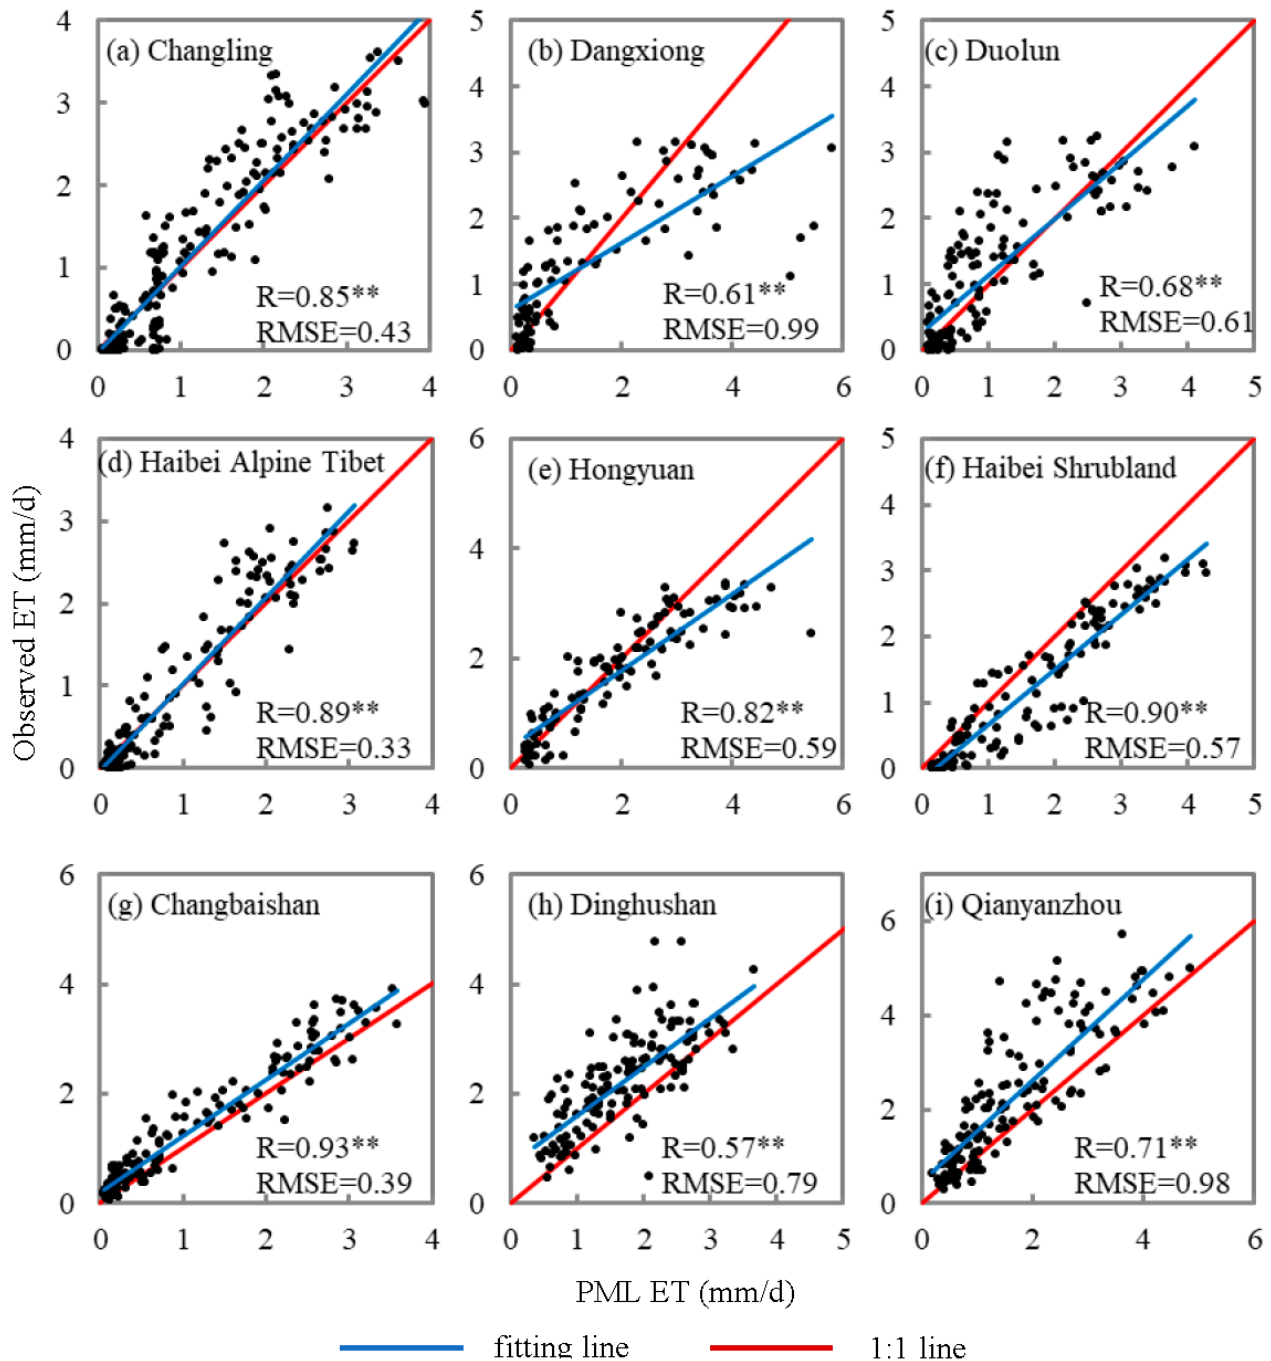 (a) Changling
R=0.85**
RMSE=0.43
4
3
2
1
0
0 1 2 3 4
(b) Dangxiong
R=0.61**
RMSE=0.99
5
4
3
2
1
0
0 2 4 6
(c) Duolun
R=0.68**
RMSE=0.61
5
4
3
2
1
0
0 1 2 3 4 5
Observed ET (mm/d)
(d) Haibei Alpine Tibet
R=0.89**
RMSE=0.33
4
3
2
1
0
0 1 2 3 4
(e) Hongyuan
R=0.82**
RMSE=0.59
6
4
2
0
0 2 4 6
(f) Haibei Shrubland
R=0.90**
RMSE=0.57
5
4
3
2
1
0
0 1 2 3 4 5
(g) Changbaishan
R=0.93**
RMSE=0.39
6
4
2
0
0 1 2 3 4
(h) Dinghushan
R=0.57**
RMSE=0.79
6
4
2
0
0 1 2 3 4 5
(i) Qianyanzhou
R=0.71**
RMSE=0.98
6
4
2
0
0 2 4 6
PML ET (mm/d)
fitting line
1:1 line